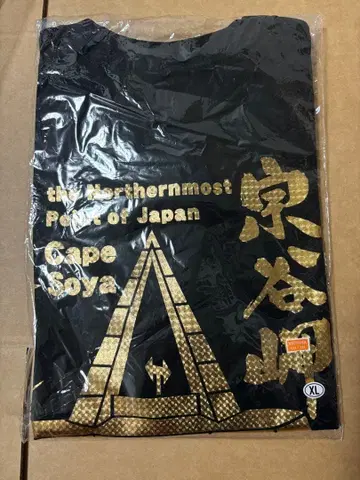 the Northernmost
Point of Japan
Cape
Soya
宗谷岬
XL